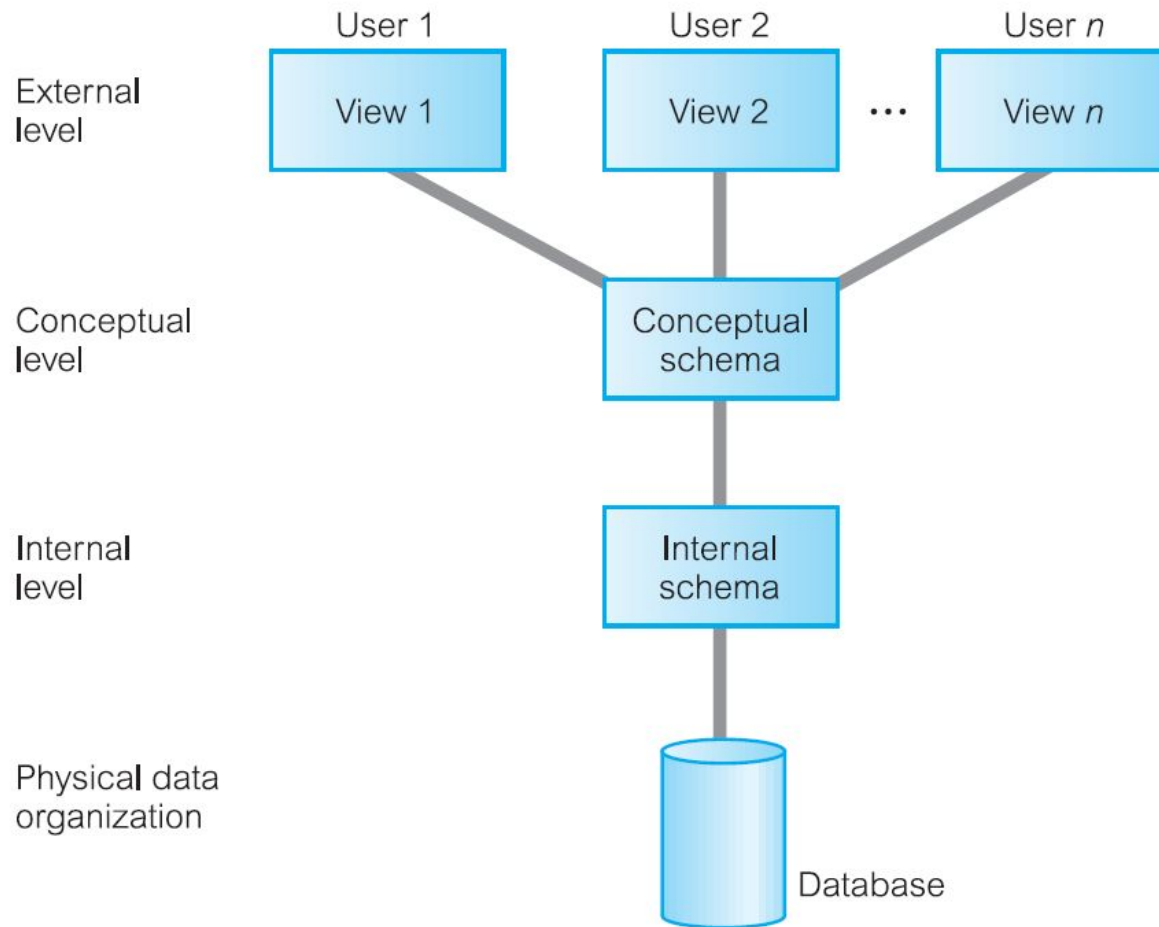 User 1
User 2
User n
External
level
View 1
View 2
...
View n
Conceptual
level
Conceptual
schema
Internal
level
Internal
schema
Physical data
organization
Database